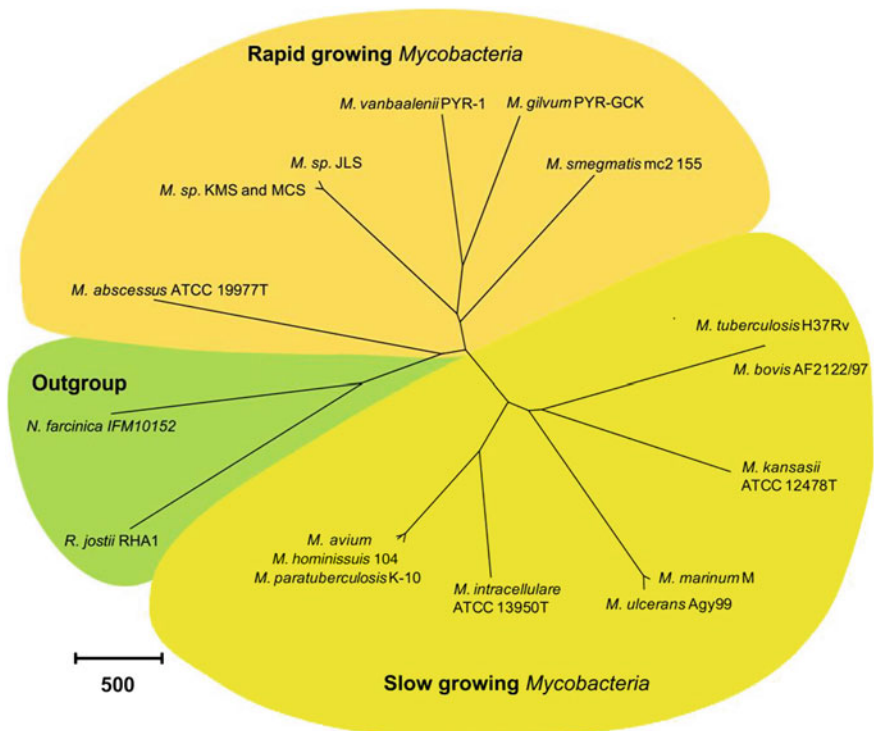 Rapid growing Mycobacteria
M. vanbaalenii PYR-1
M. gilvum PYR-GCK
M. sp. JLS
M. smegmatis mc2 155
M. sp. KMS and MCS
M. abscessus ATCC 19977T
M. tuberculosis H37Rv
M. bovis AF2122/97
Outgroup
N. farcinica IFM10152
M. kansasii
ATCC 12478T
R. jostii RHA1
M. avium
M. hominissuis 104
M. paratuberculosis K-10
M. intracellulare
ATCC 13950T
M. marinum M
M. ulcerans Agy99
500
Slow growing Mycobacteria